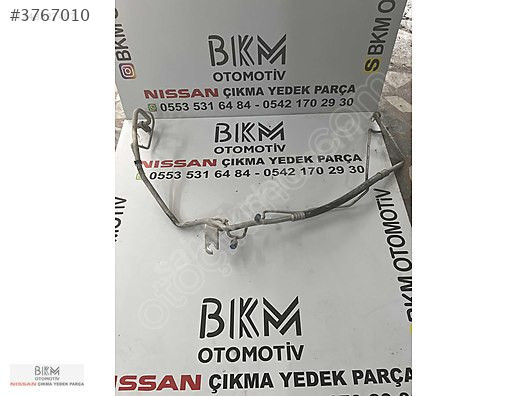 #3767010
BKM
OTOMOTİV
NISSAN ÇIKMA YEDEK PARÇA
0553 531 64 84 - 0542 170 29 30
BKM
S BKM O
BKM
OTOMOTİV
NISSAN ÇIKMA YEDEK PARÇA
0553 531 64 84 - 0542 170 29 30
BKM OTOMOTİV
BKM
OTOMOTİV
NISSAN ÇIKMA YEDEK PARÇA
BKM
OTOMOTİV
NISSAN ÇIKMA YEDEK PARÇA